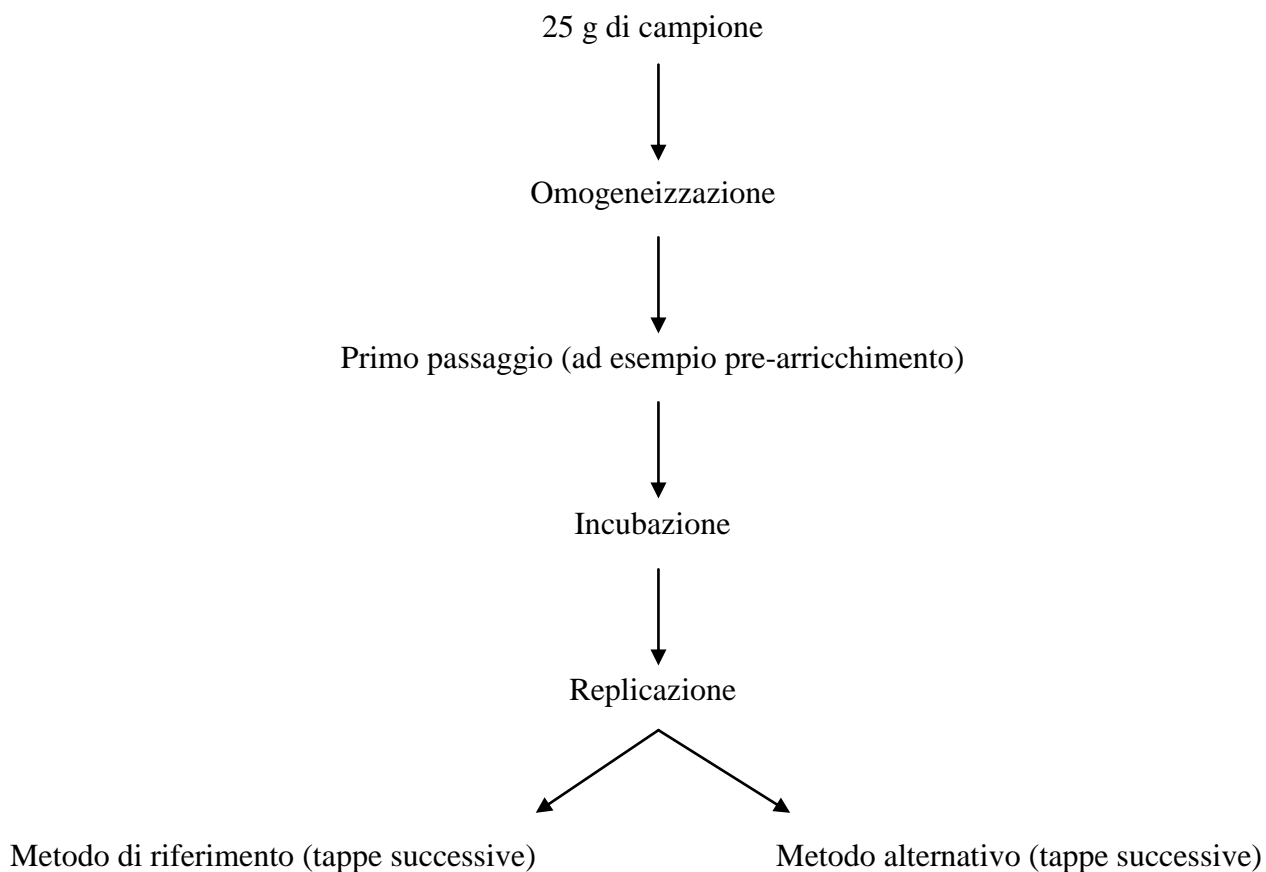 25 g di campione
Omogeneizzazione
Primo passaggio (ad esempio pre-arricchimento)
Incubazione
Replicazione
Metodo di riferimento (tappe successive)
Metodo alternativo (tappe successive)